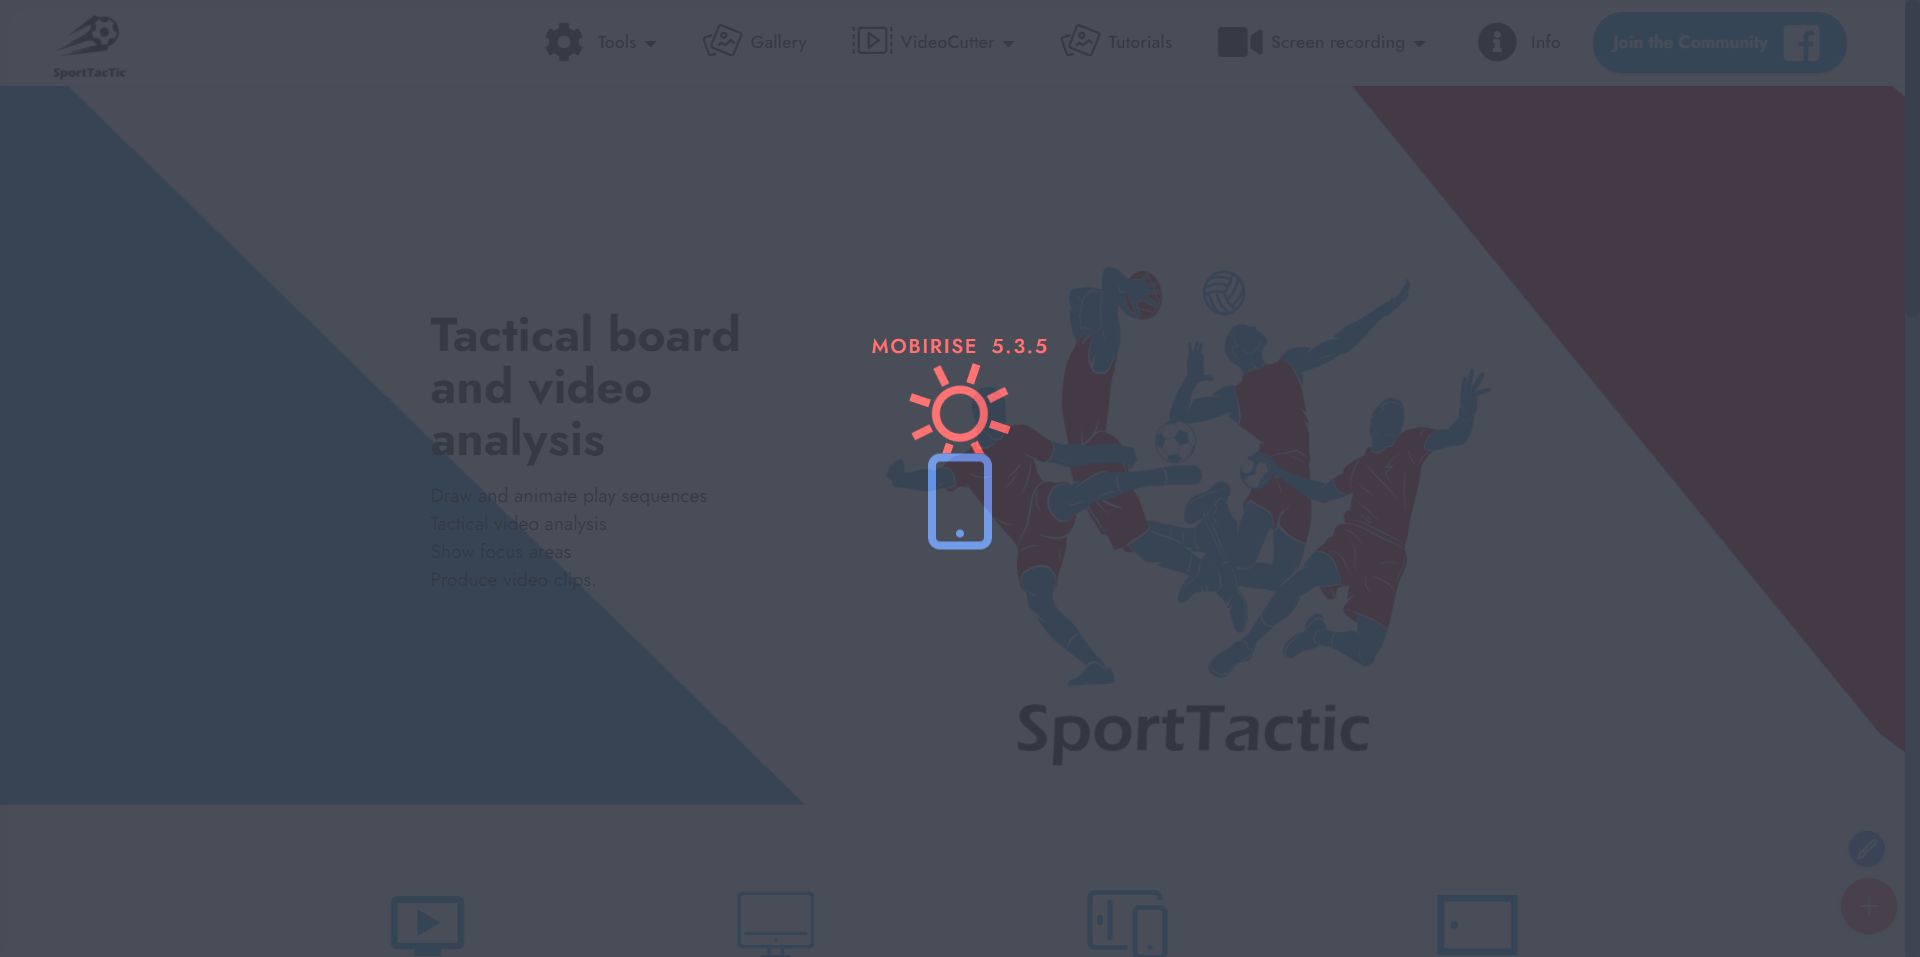 SportTacTic
Tools
Gallery
VideoCutter
Tutorials
Screen recording
Info
Join the Community
Tactical board
and video
analysis
Draw and animate play sequences
Tactical video analysis
Show focus areas
Produce video clips.
MOBIRISE 5.3.5
SportTactic